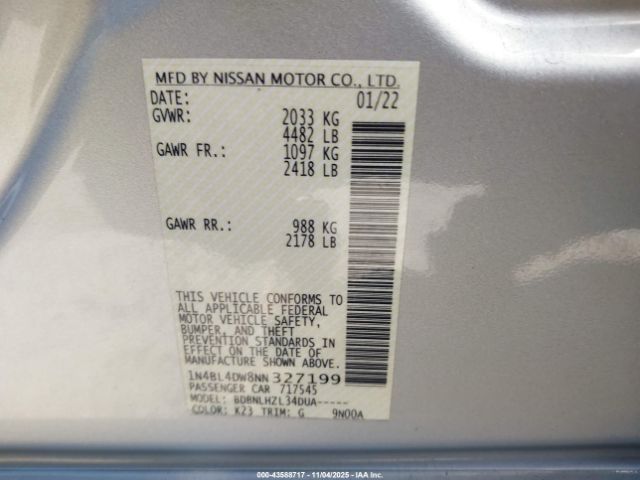 MFD BY NISSAN MOTOR CO., LTD.
DATE: 01/22
GVWR: 2033 KG
4482 LB
GAWR FR.: 1097 KG
2418 LB
GAWR RR.: 988 KG
2178 LB
THIS VEHICLE CONFORMS TO
ALL APPLICABLE FEDERAL
MOTOR VEHICLE SAFETY,
BUMPER, AND THEFT
PREVENTION STANDARDS IN
EFFECT ON THE DATE OF
MANUFACTURE SHOWN ABOVE.
1N4BL4DW8NN327199
PASSENGER CAR 717545
MODEL: BDBNLHZL34DUA-----
COLOR: K23 TRIM: G 9N00A
000-43588717 - 11/04/2025 - IAA Inc.